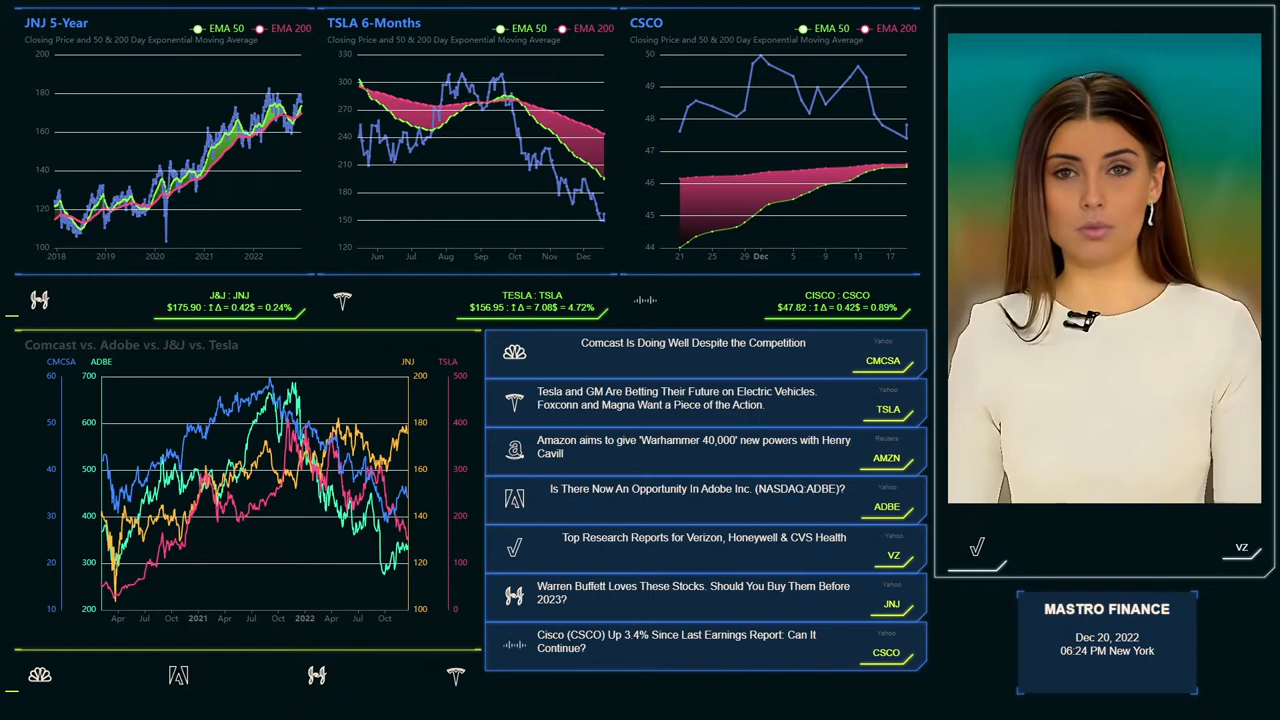 JNJ 5-Year
EMA 50
EMA 200
Closing Price and 50 & 200 Day Exponential Moving Average
200
180
160
140
120
100
2018
2019
2020
2021
2022
TSLA 6-Months
EMA 50
EMA 200
Closing Price and 50 & 200 Day Exponential Moving Average
330
300
270
240
210
180
150
120
Jun
Jul
Aug
Sep
Oct
Nov
Dec
CSCO
EMA 50
EMA 200
Closing Price and 50 & 200 Day Exponential Moving Average
50
49
48
47
46
45
44
21
25
29
Dec
5
9
13
17
J&J : JNJ
$175.90 : ↥ Δ = 0.42$ = 0.24%
TESLA : TSLA
$156.95 : ↥ Δ = 7.08$ = 4.72%
CISCO : CSCO
$47.82 : ↥ Δ = 0.42$ = 0.89%
Comcast vs. Adobe vs. J&J vs. Tesla
CMCSA
ADBE
JNJ
TSLA
60
50
40
30
20
10
700
600
500
400
300
200
200
180
160
140
120
100
500
400
300
200
100
0
Apr
Jul
Oct
2021
Apr
Jul
Oct
2022
Apr
Jul
Oct
Comcast Is Doing Well Despite the Competition
Yahoo
CMCSA
Tesla and GM Are Betting Their Future on Electric Vehicles.
Foxconn and Magna Want a Piece of the Action.
Yahoo
TSLA
Amazon aims to give 'Warhammer 40,000' new powers with Henry
Cavill
Reuters
AMZN
Is There Now An Opportunity In Adobe Inc. (NASDAQ:ADBE)?
Yahoo
ADBE
Top Research Reports for Verizon, Honeywell & CVS Health
Yahoo
VZ
Warren Buffett Loves These Stocks. Should You Buy Them Before
2023?
Yahoo
JNJ
Cisco (CSCO) Up 3.4% Since Last Earnings Report: Can It
Continue?
Yahoo
CSCO
VZ
MASTRO FINANCE
Dec 20, 2022
06:24 PM New York